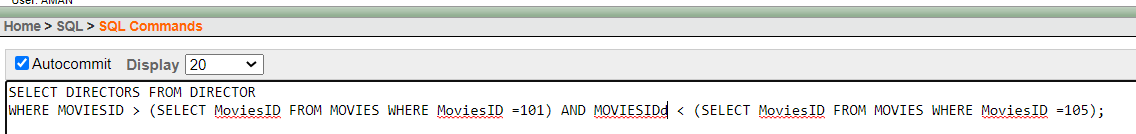 User: AMAN
Home > SQL > SQL Commands
Autocommit Display 20
SELECT DIRECTORS FROM DIRECTOR
WHERE MOVIESID > (SELECT MoviesID FROM MOVIES WHERE MoviesID =101) AND MOVIESIDd < (SELECT MoviesID FROM MOVIES WHERE MoviesID =105);